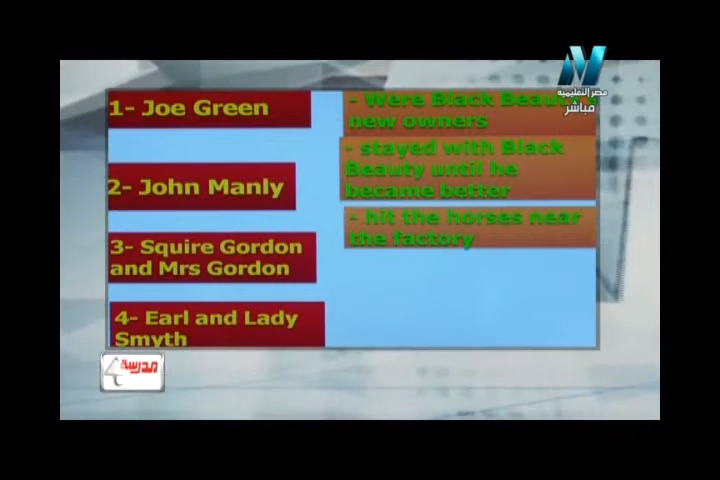 مصر التعليمية
مباشر
1- Joe Green
- Were Black
new owners
2- John Manly
- stayed with Black
Beauty until he
became better
3- Squire Gordon
and Mrs Gordon
- hit the horses near
the factory
4- Earl and Lady
Smyth
مدرسة